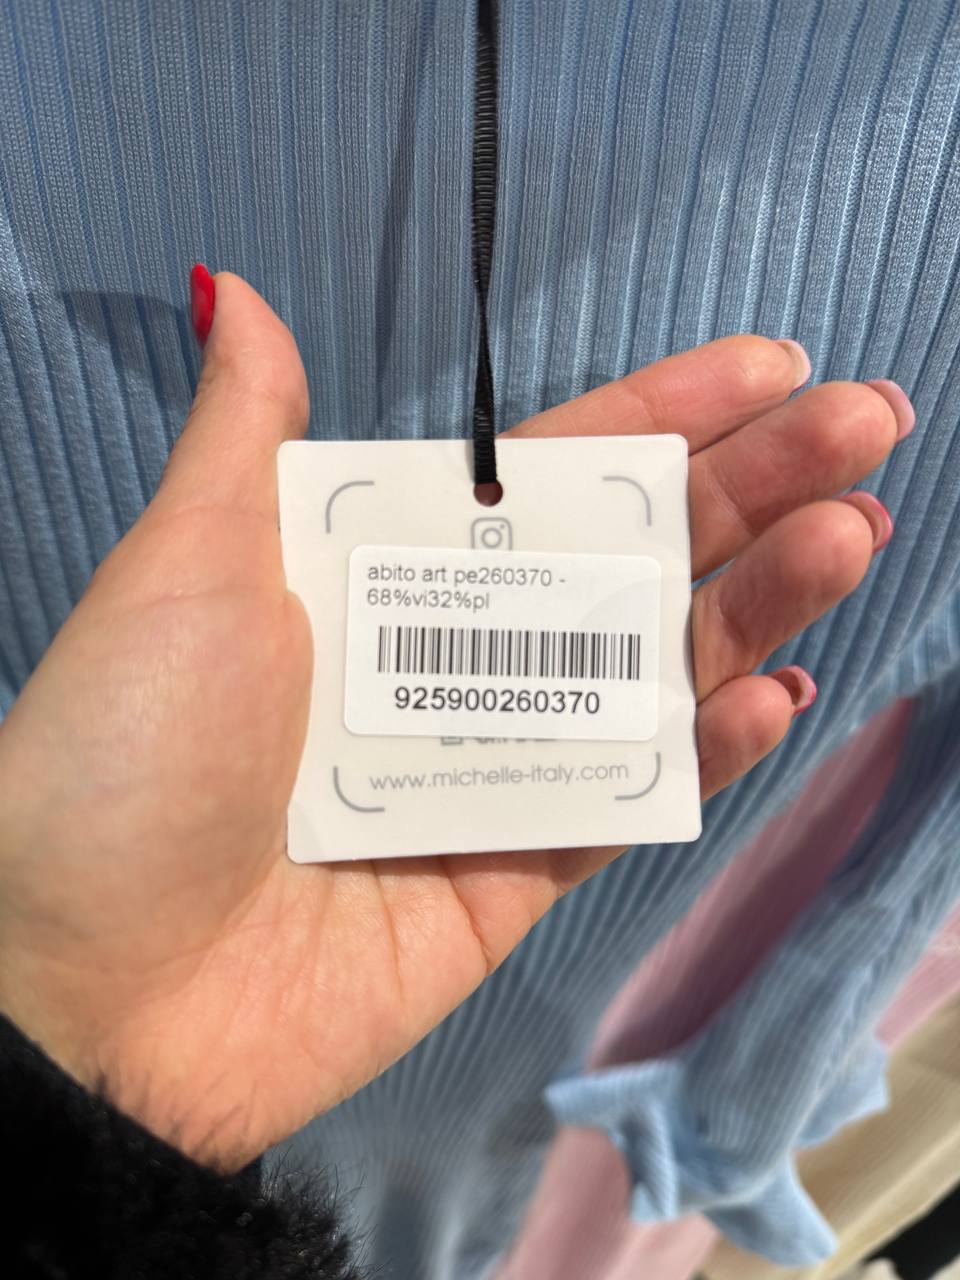 abito art pe260370 -
68%vi32%pl
925900260370
www.michelle-italy.com